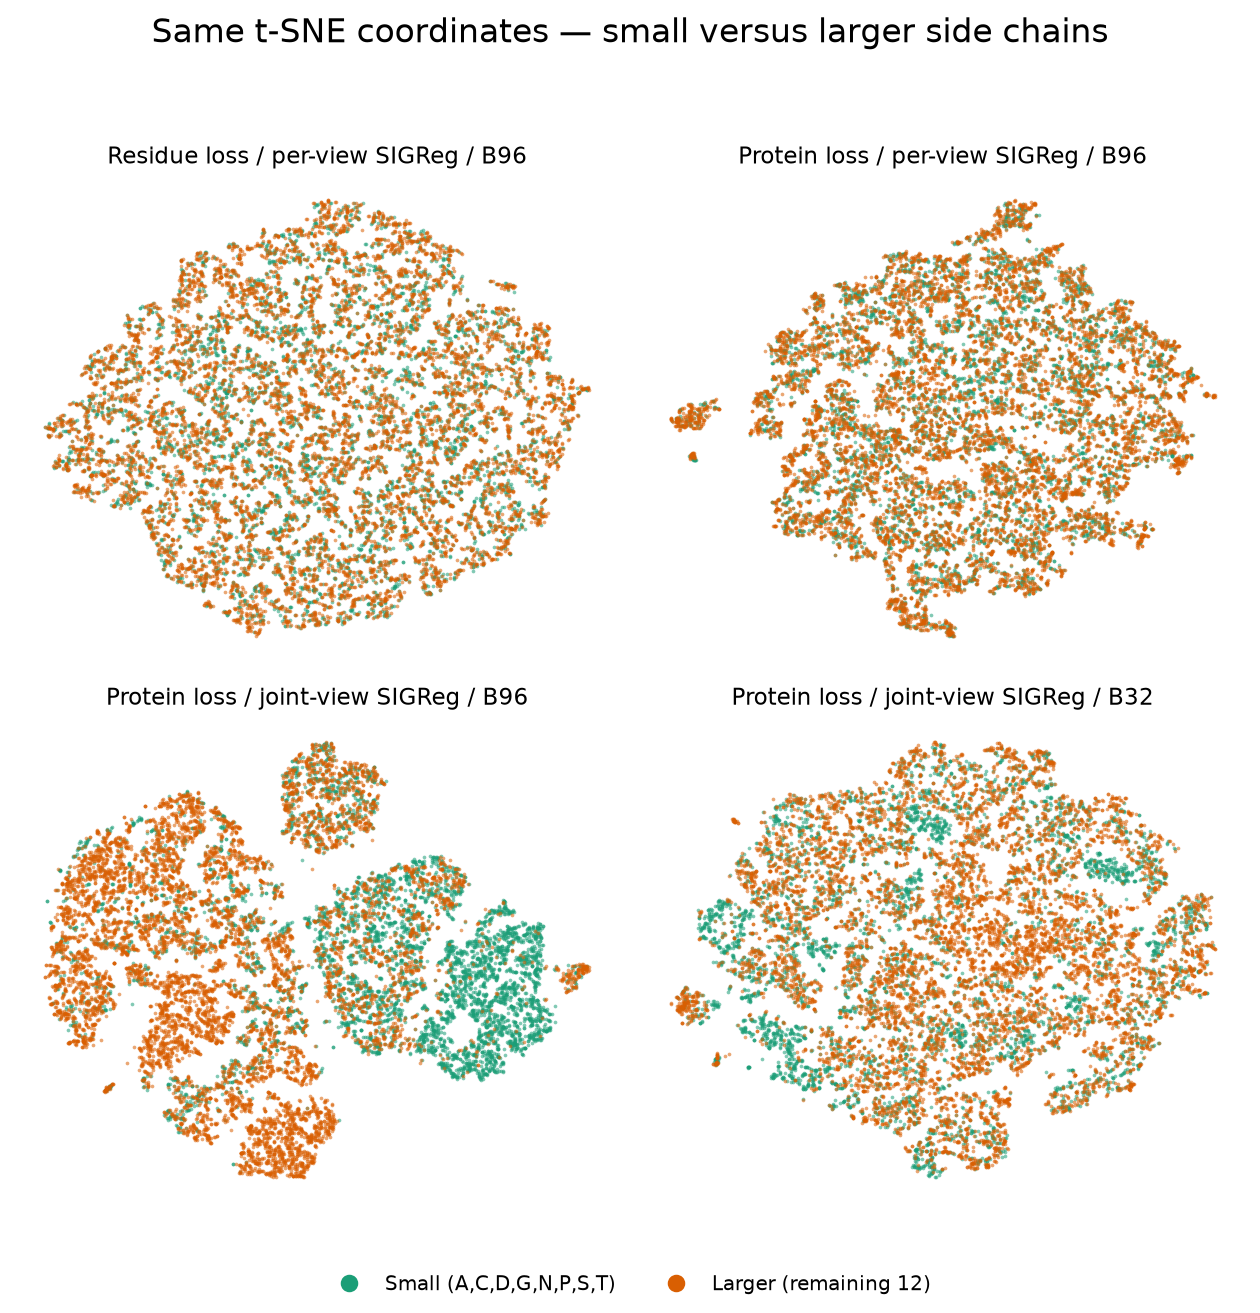 Same t-SNE coordinates — small versus larger side chains
Residue loss / per-view SIGReg / B96
Protein loss / per-view SIGReg / B96
Protein loss / joint-view SIGReg / B96
Protein loss / joint-view SIGReg / B32
Small (A,C,D,G,N,P,S,T)
Larger (remaining 12)